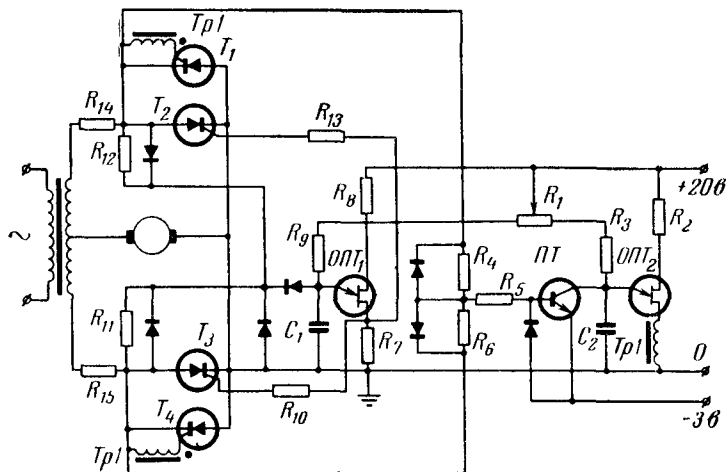 Тр1
T1
T2
R14
R13
R12
R8
+20в
R1
R9
R3
R2
ОПТ1
R4
ПТ
ОПТ2
~
R5
R11
C1
R7
R6
C2
Тр1
T3
0
R15
R10
T4
-3в
Тр1